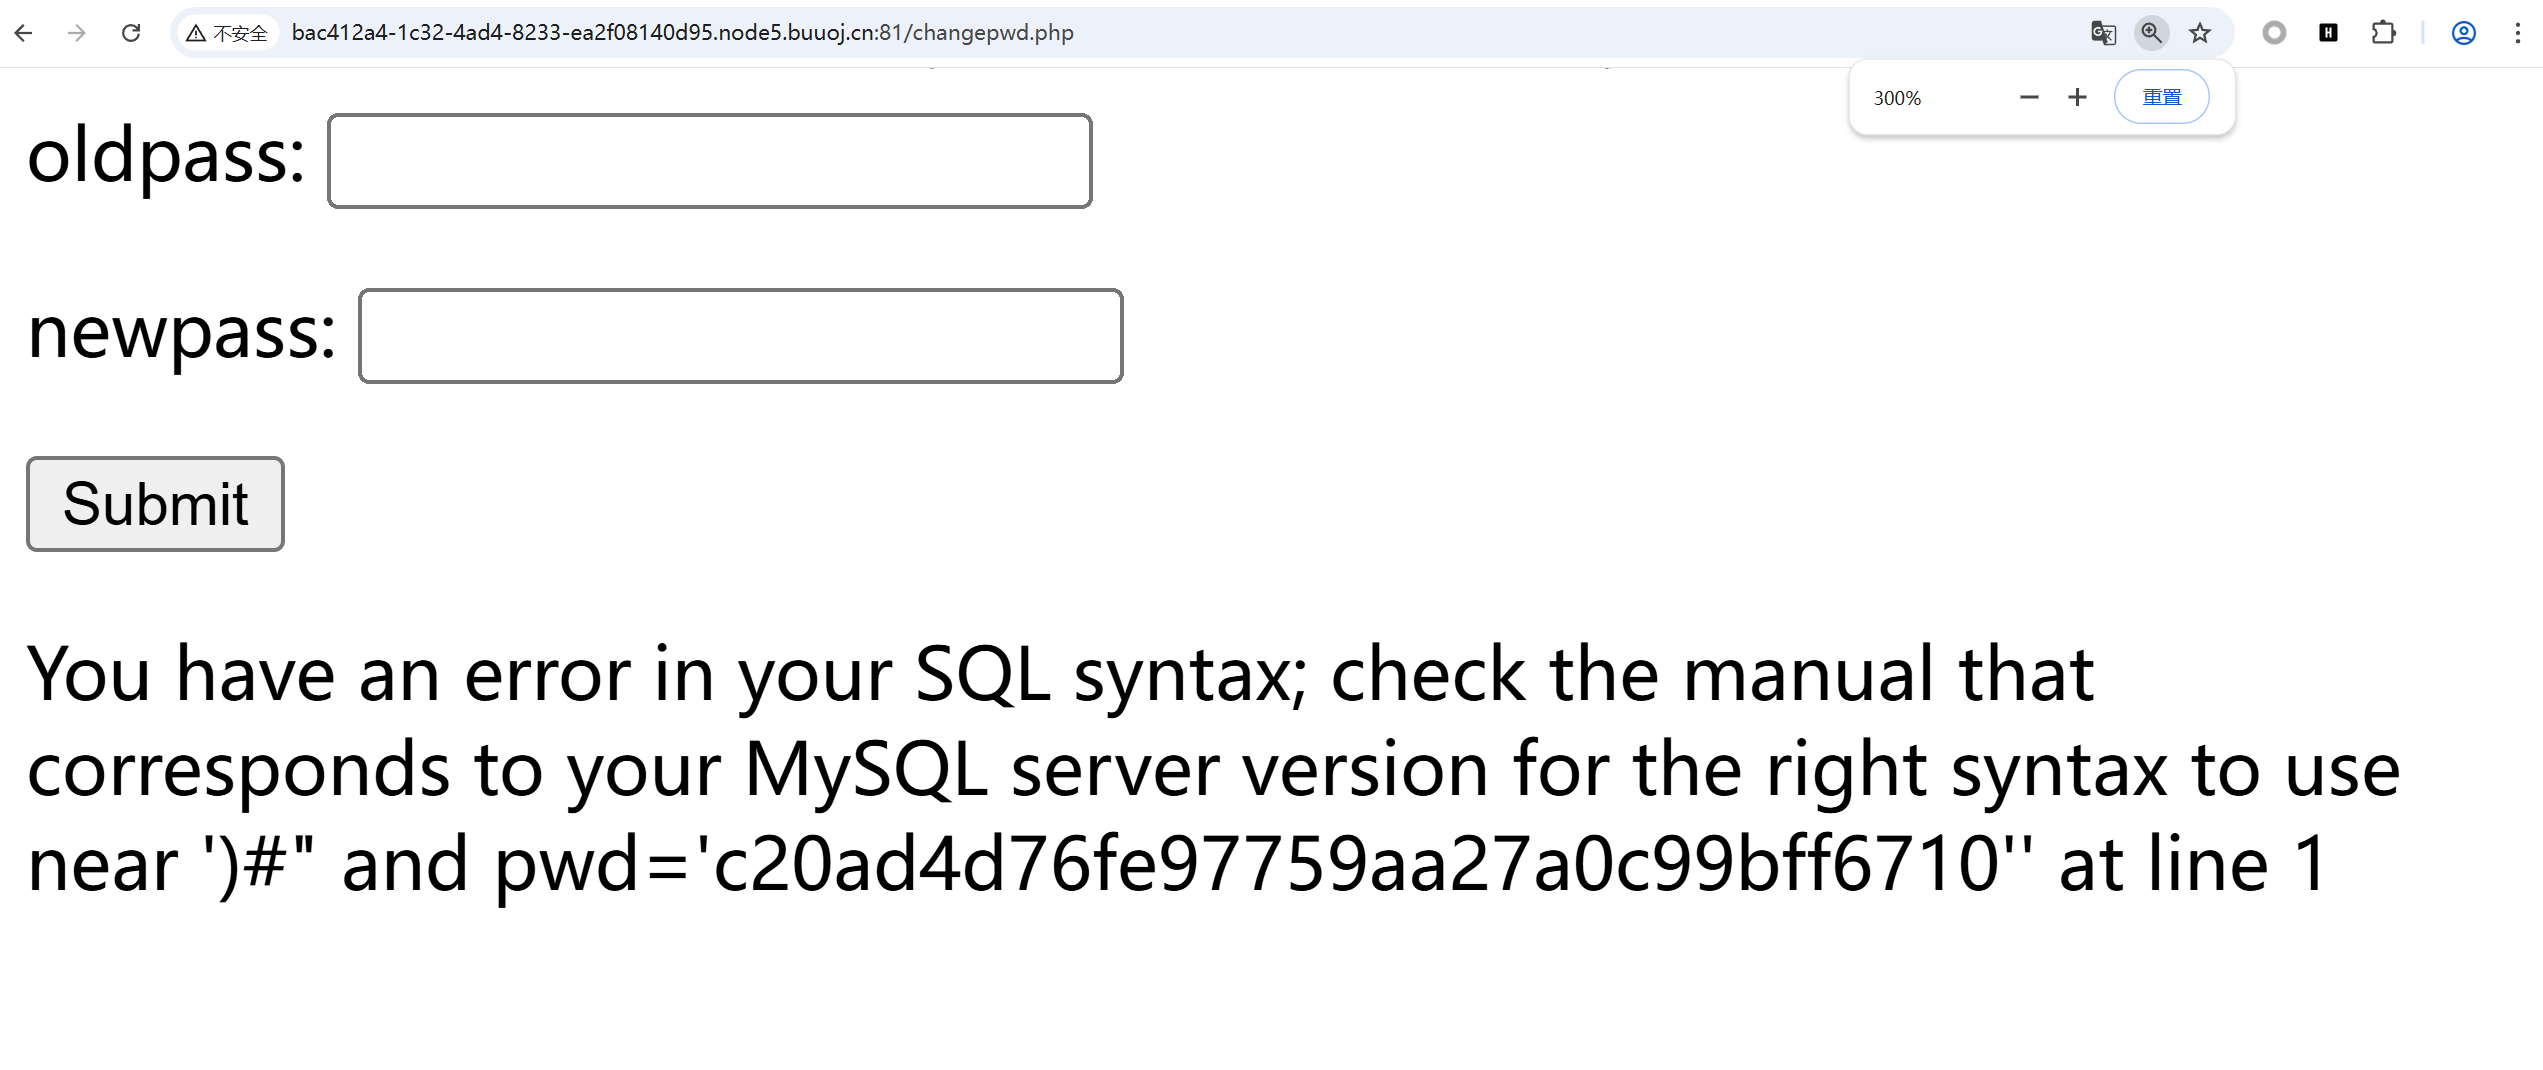 不安全
bac412a4-1c32-4ad4-8233-ea2f08140d95.node5.buuoj.cn:81/changepwd.php
300%
重置
oldpass:
newpass:
Submit
You have an error in your SQL syntax; check the manual that
corresponds to your MySQL server version for the right syntax to use
near ')#" and pwd='c20ad4d76fe97759aa27a0c99bff6710'' at line 1